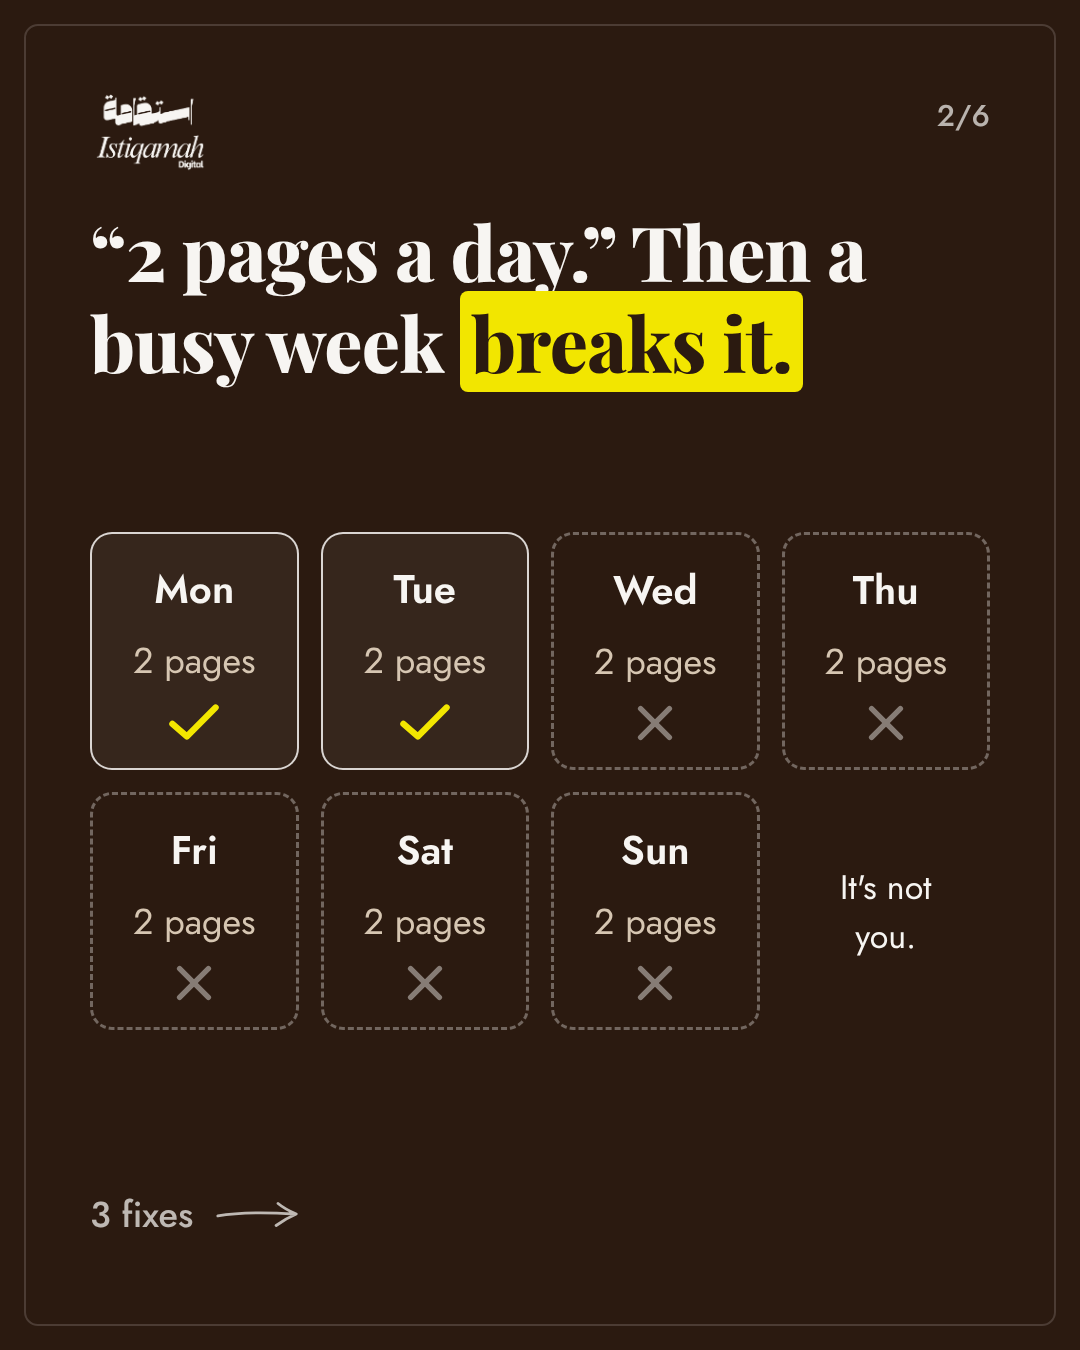 استقامة
Istiqamah
Digital
2/6
“2 pages a day.” Then a
busy week breaks it.
Mon
2 pages
Tue
2 pages
Wed
2 pages
Thu
2 pages
Fri
2 pages
Sat
2 pages
Sun
2 pages
It's not
you.
3 fixes